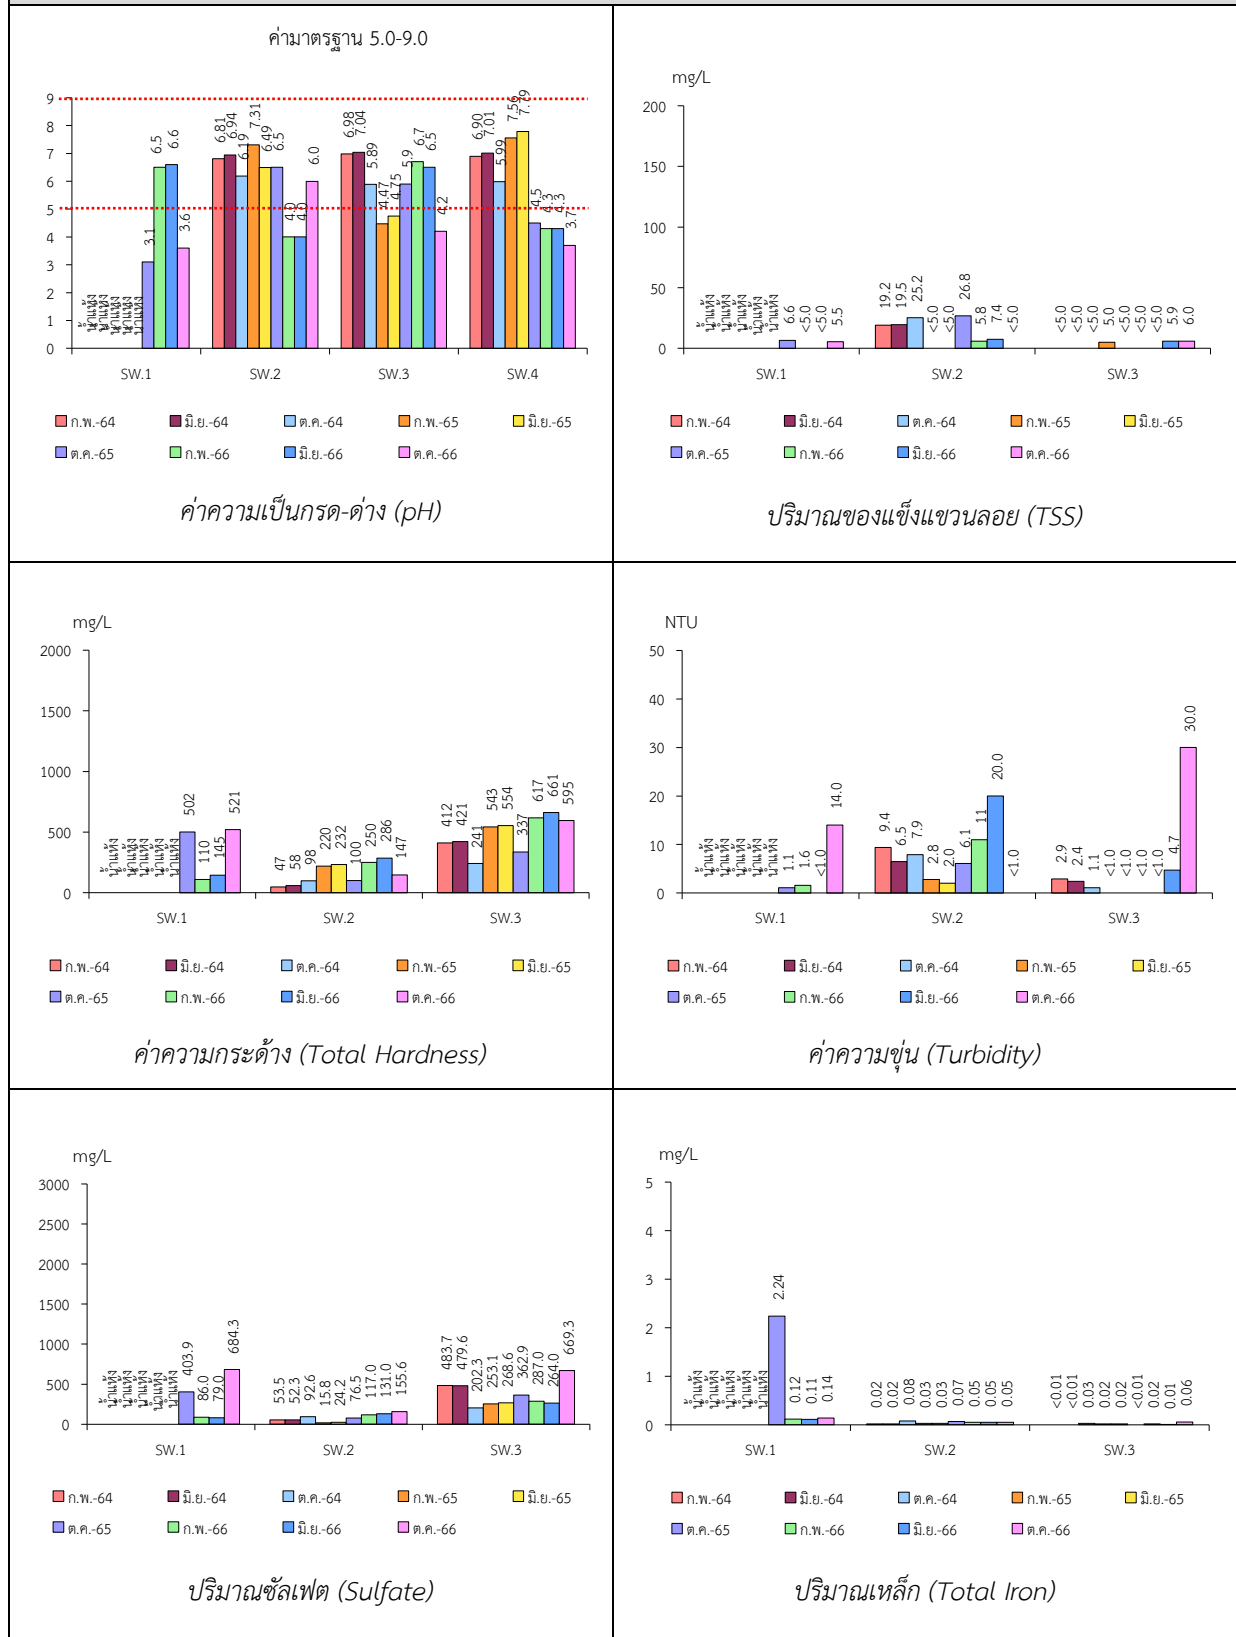 ค่ามาตรฐาน 5.0-9.0
9
8
7
6
5
4
3
2
1
0
น้ำแห้ง น้ำแห้ง น้ำแห้ง น้ำแห้ง น้ำแห้ง 3.1 6.5 6.6 3.6
6.81 6.94 6.19 7.31 6.49 6.5 4.0 4.0 6.0
6.98 7.04 5.89 4.47 4.75 5.9 6.7 6.5 4.2
6.90 7.01 5.99 7.56 7.79 4.5 4.3 4.3 3.7
SW.1 SW.2 SW.3 SW.4
ก.พ.-64 มิ.ย.-64 ต.ค.-64 ก.พ.-65 มิ.ย.-65
ต.ค.-65 ก.พ.-66 มิ.ย.-66 ต.ค.-66
ค่าความเป็นกรด-ด่าง (pH)
mg/L
200
150
100
50
0
น้ำแห้ง น้ำแห้ง น้ำแห้ง น้ำแห้ง น้ำแห้ง 6.6 <5.0 <5.0 5.5
19.2 19.5 25.2 <5.0 <5.0 26.8 5.8 7.4 <5.0
<5.0 <5.0 <5.0 5.0 <5.0 <5.0 <5.0 5.9 6.0
SW.1 SW.2 SW.3
ก.พ.-64 มิ.ย.-64 ต.ค.-64 ก.พ.-65 มิ.ย.-65
ต.ค.-65 ก.พ.-66 มิ.ย.-66 ต.ค.-66
ปริมาณของแข็งแขวนลอย (TSS)
mg/L
2000
1500
1000
500
0
น้ำแห้ง น้ำแห้ง น้ำแห้ง น้ำแห้ง น้ำแห้ง 502 110 145 521
47 58 98 220 232 100 250 286 147
412 421 241 543 554 337 617 661 595
SW.1 SW.2 SW.3
ก.พ.-64 มิ.ย.-64 ต.ค.-64 ก.พ.-65 มิ.ย.-65
ต.ค.-65 ก.พ.-66 มิ.ย.-66 ต.ค.-66
ค่าความกระด้าง (Total Hardness)
NTU
50
40
30
20
10
0
น้ำแห้ง น้ำแห้ง น้ำแห้ง น้ำแห้ง น้ำแห้ง 1.1 1.6 <1.0 14.0
9.4 6.5 7.9 2.8 2.0 6.1 11 20.0 <1.0
2.9 2.4 1.1 <1.0 <1.0 <1.0 <1.0 4.7 30.0
SW.1 SW.2 SW.3
ก.พ.-64 มิ.ย.-64 ต.ค.-64 ก.พ.-65 มิ.ย.-65
ต.ค.-65 ก.พ.-66 มิ.ย.-66 ต.ค.-66
ค่าความขุ่น (Turbidity)
mg/L
3000
2500
2000
1500
1000
500
0
น้ำแห้ง น้ำแห้ง น้ำแห้ง น้ำแห้ง น้ำแห้ง 403.9 86.0 79.0 684.3
53.5 52.3 92.6 15.8 24.2 76.5 117.0 131.0 155.6
483.7 479.6 202.3 253.1 268.6 362.9 287.0 264.0 669.3
SW.1 SW.2 SW.3
ก.พ.-64 มิ.ย.-64 ต.ค.-64 ก.พ.-65 มิ.ย.-65
ต.ค.-65 ก.พ.-66 มิ.ย.-66 ต.ค.-66
ปริมาณซัลเฟต (Sulfate)
mg/L
5
4
3
2
1
0
น้ำแห้ง น้ำแห้ง น้ำแห้ง น้ำแห้ง น้ำแห้ง 2.24 0.12 0.11 0.14
0.02 0.02 0.08 0.03 0.03 0.07 0.05 0.05 0.05
<0.01 <0.01 0.03 0.02 0.02 <0.01 0.02 0.01 0.06
SW.1 SW.2 SW.3
ก.พ.-64 มิ.ย.-64 ต.ค.-64 ก.พ.-65 มิ.ย.-65
ต.ค.-65 ก.พ.-66 มิ.ย.-66 ต.ค.-66
ปริมาณเหล็ก (Total Iron)